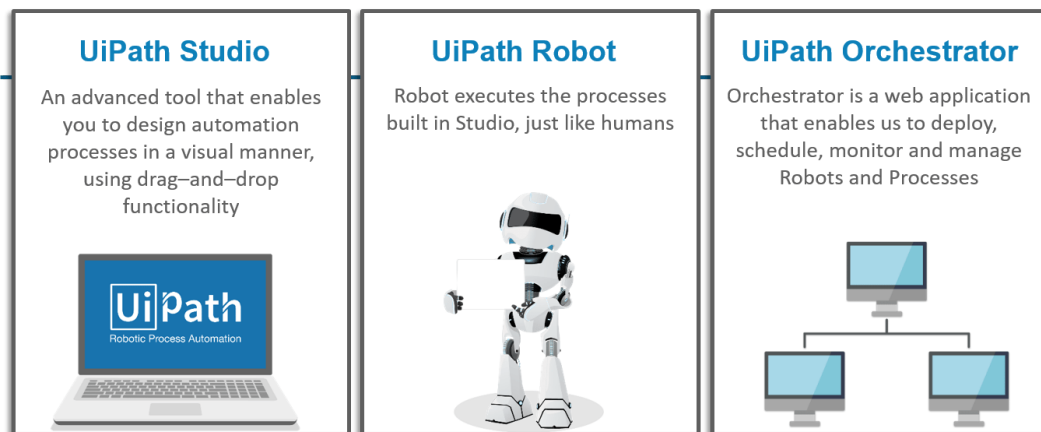 UiPath Studio
An advanced tool that enables
you to design automation
processes in a visual manner,
using drag–and–drop
functionality
UiPath
Robotic Process Automation
UiPath Robot
Robot executes the processes
built in Studio, just like humans
UiPath Orchestrator
Orchestrator is a web application
that enables us to deploy,
schedule, monitor and manage
Robots and Processes